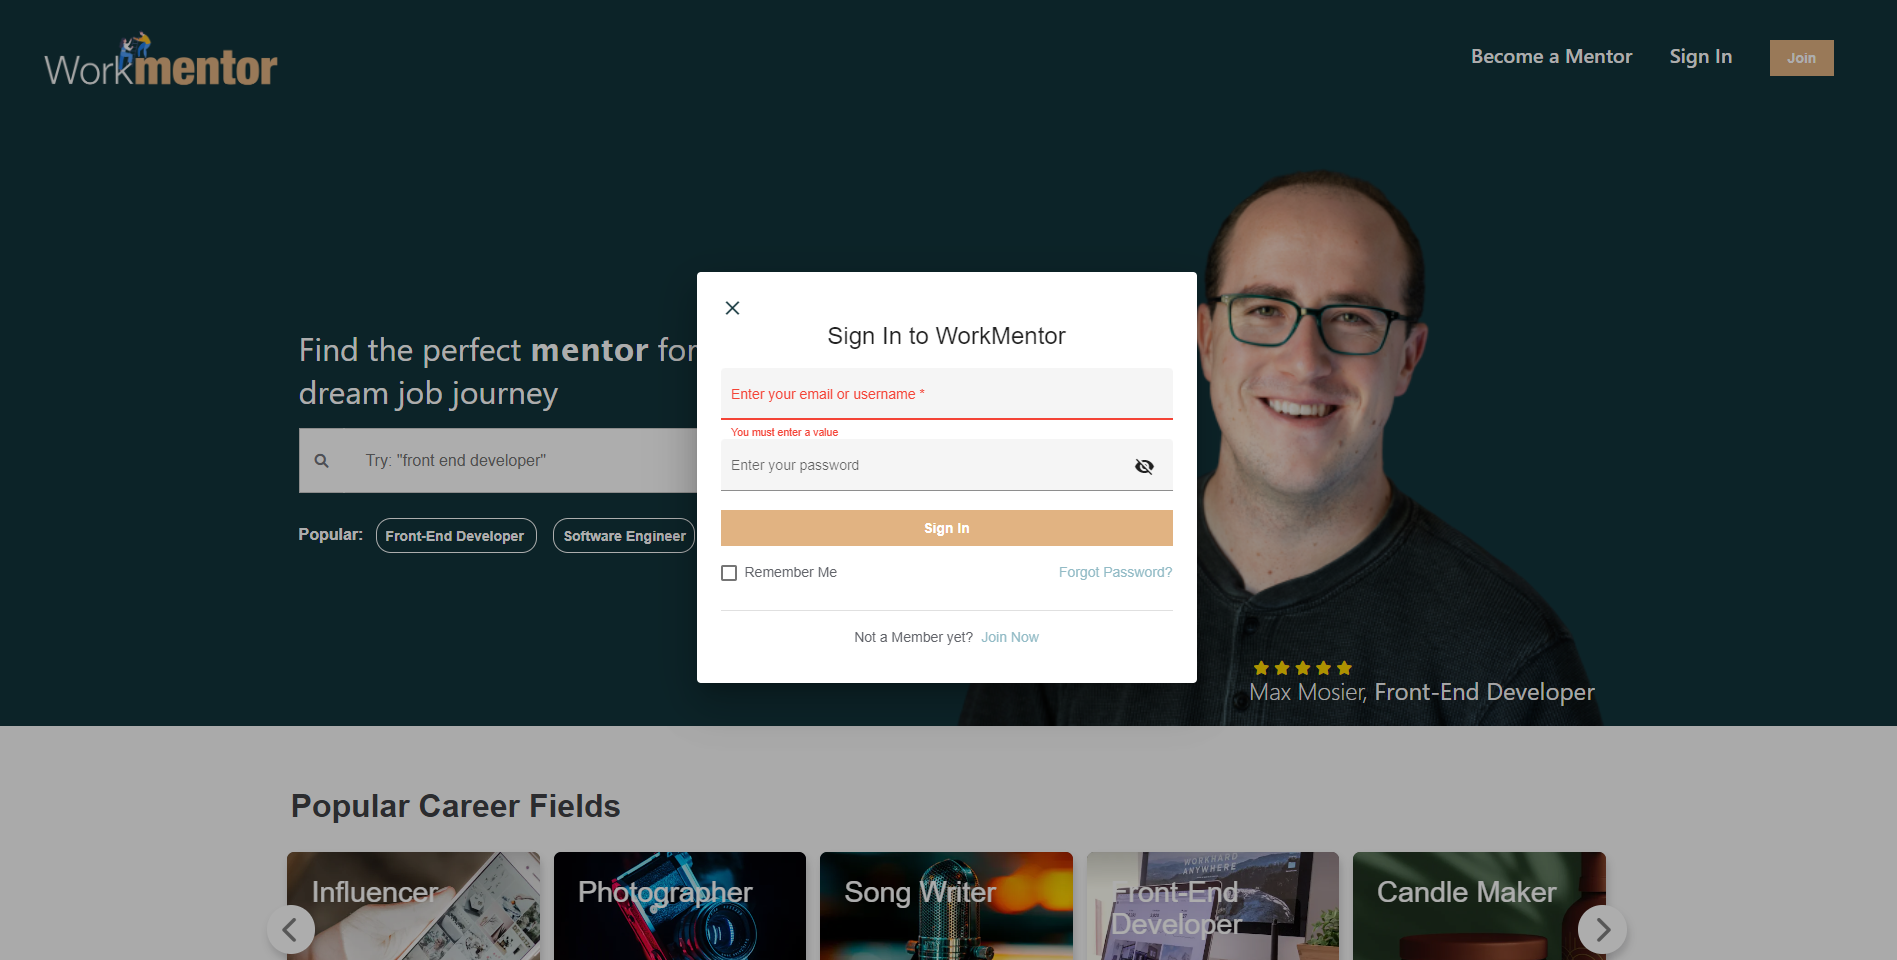 Workmentor
Become a Mentor
Sign In
Join
Find the perfect mentor for
dream job journey
Try: "front end developer"
Popular:
Front-End Developer
Software Engineer
Sign In to WorkMentor
Enter your email or username *
You must enter a value
Enter your password
Sign In
Remember Me
Forgot Password?
Not a Member yet? Join Now
Max Mosier, Front-End Developer
Popular Career Fields
Influencer
Photographer
Song Writer
WORKHARD
ANYWHERE
Front-End
Developer
Candle Maker